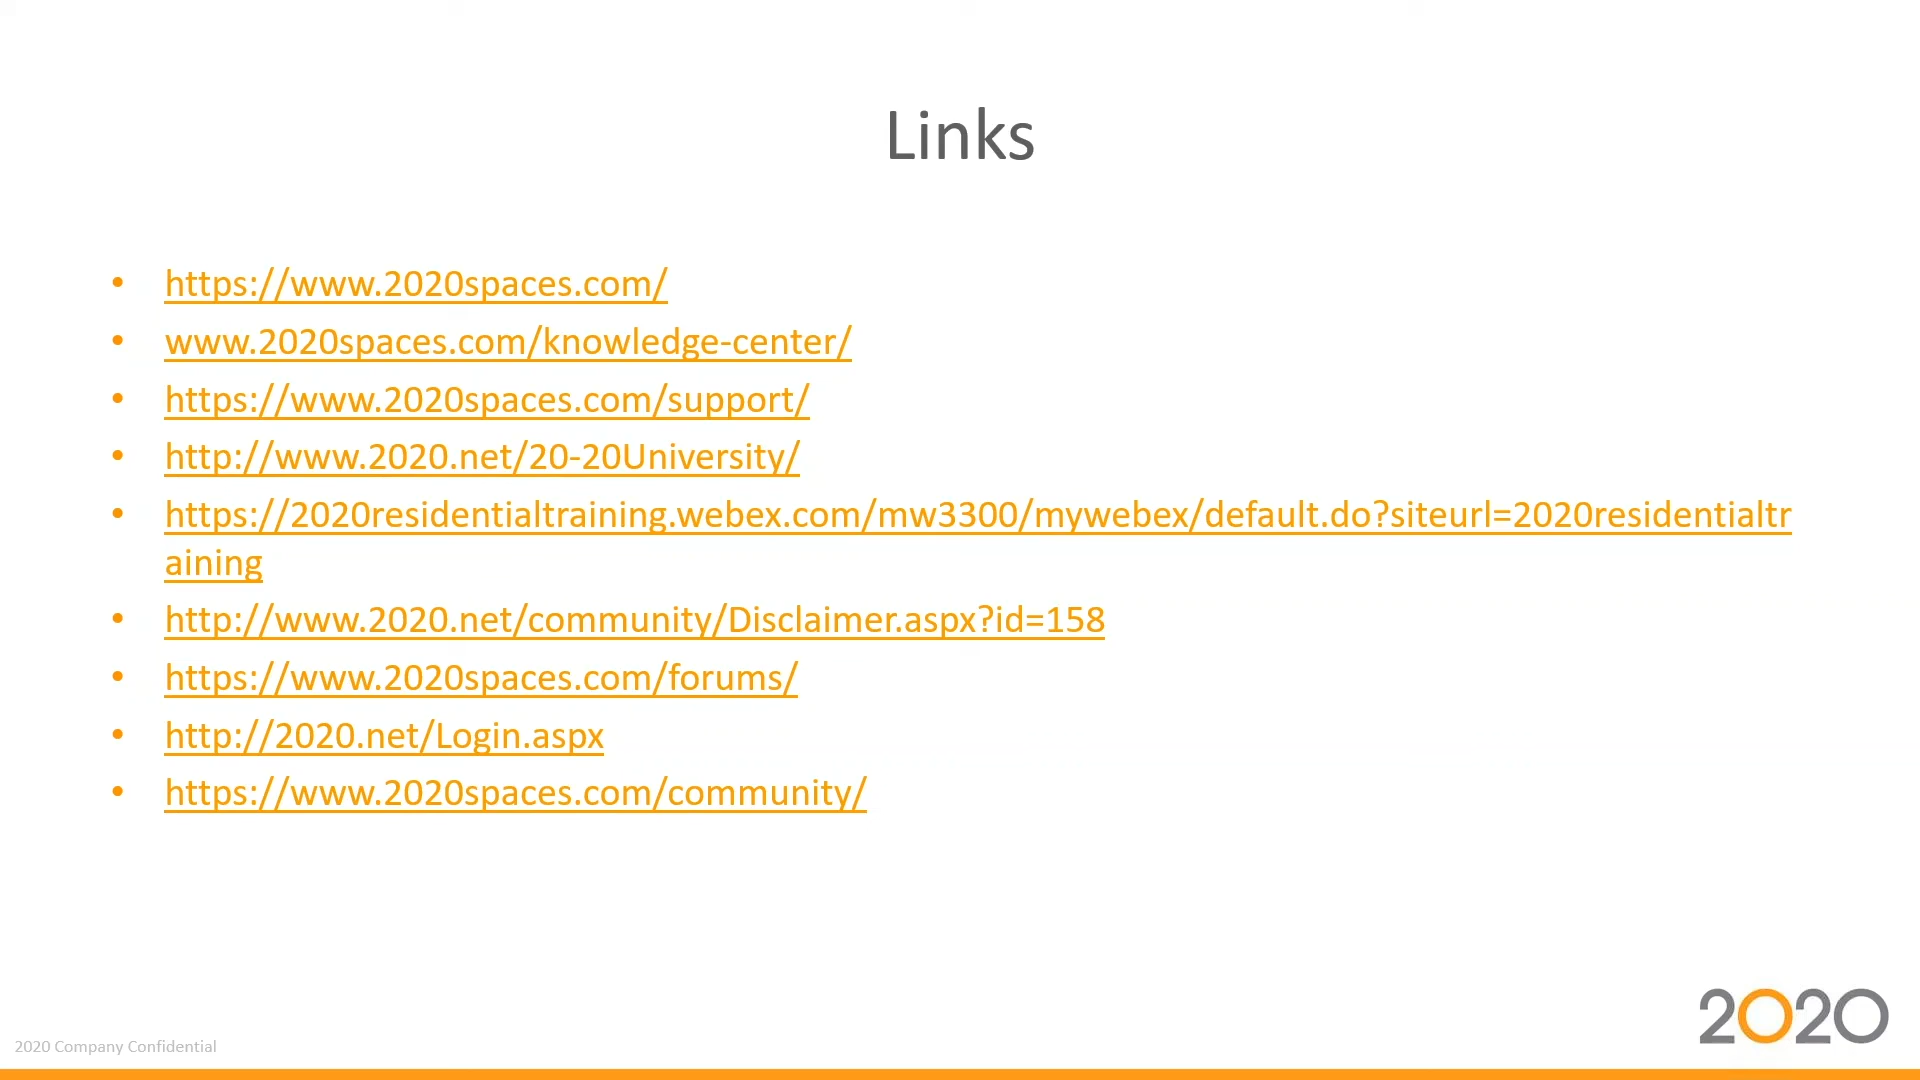 Links
• https://www.2020spaces.com/
• www.2020spaces.com/knowledge-center/
• https://www.2020spaces.com/support/
• http://www.2020.net/20-20University/
• https://2020residentialtraining.webex.com/mw3300/mywebex/default.do?siteurl=2020residentialtr
aining
• http://www.2020.net/community/Disclaimer.aspx?id=158
• https://www.2020spaces.com/forums/
• http://2020.net/Login.aspx
• https://www.2020spaces.com/community/
2020
2020 Company Confidential